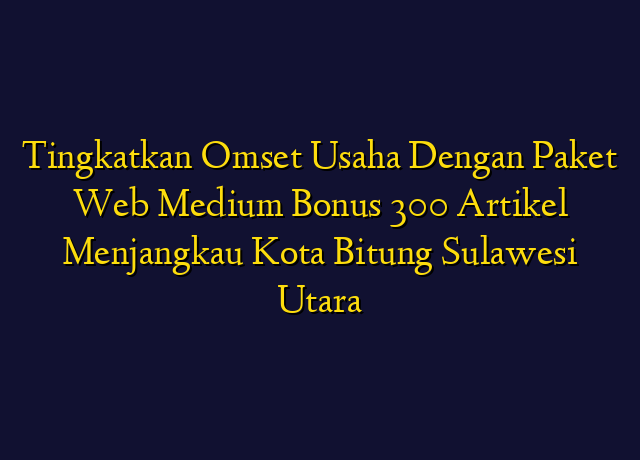 Tingkatkan Omset Usaha Dengan Paket
Web Medium Bonus 300 Artikel
Menjangkau Kota Bitung Sulawesi
Utara